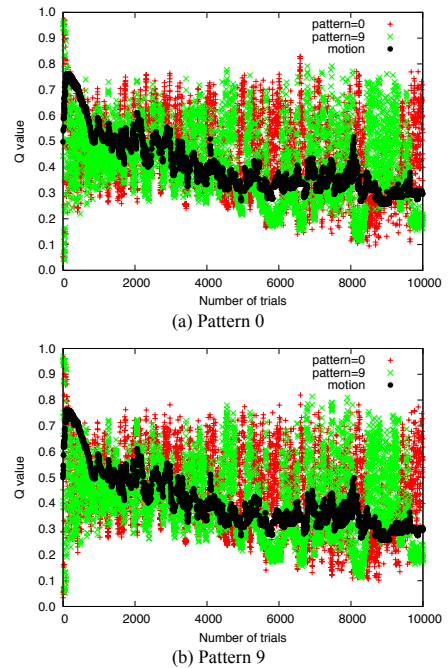 pattern=0
pattern=9
motion
1.0
0.9
0.8
0.7
0.6
0.5
0.4
0.3
0.2
0.1
0.0
Q value
0 2000 4000 6000 8000 10000
Number of trials
(a) Pattern 0
pattern=0
pattern=9
motion
1.0
0.9
0.8
0.7
0.6
0.5
0.4
0.3
0.2
0.1
0.0
Q value
0 2000 4000 6000 8000 10000
Number of trials
(b) Pattern 9